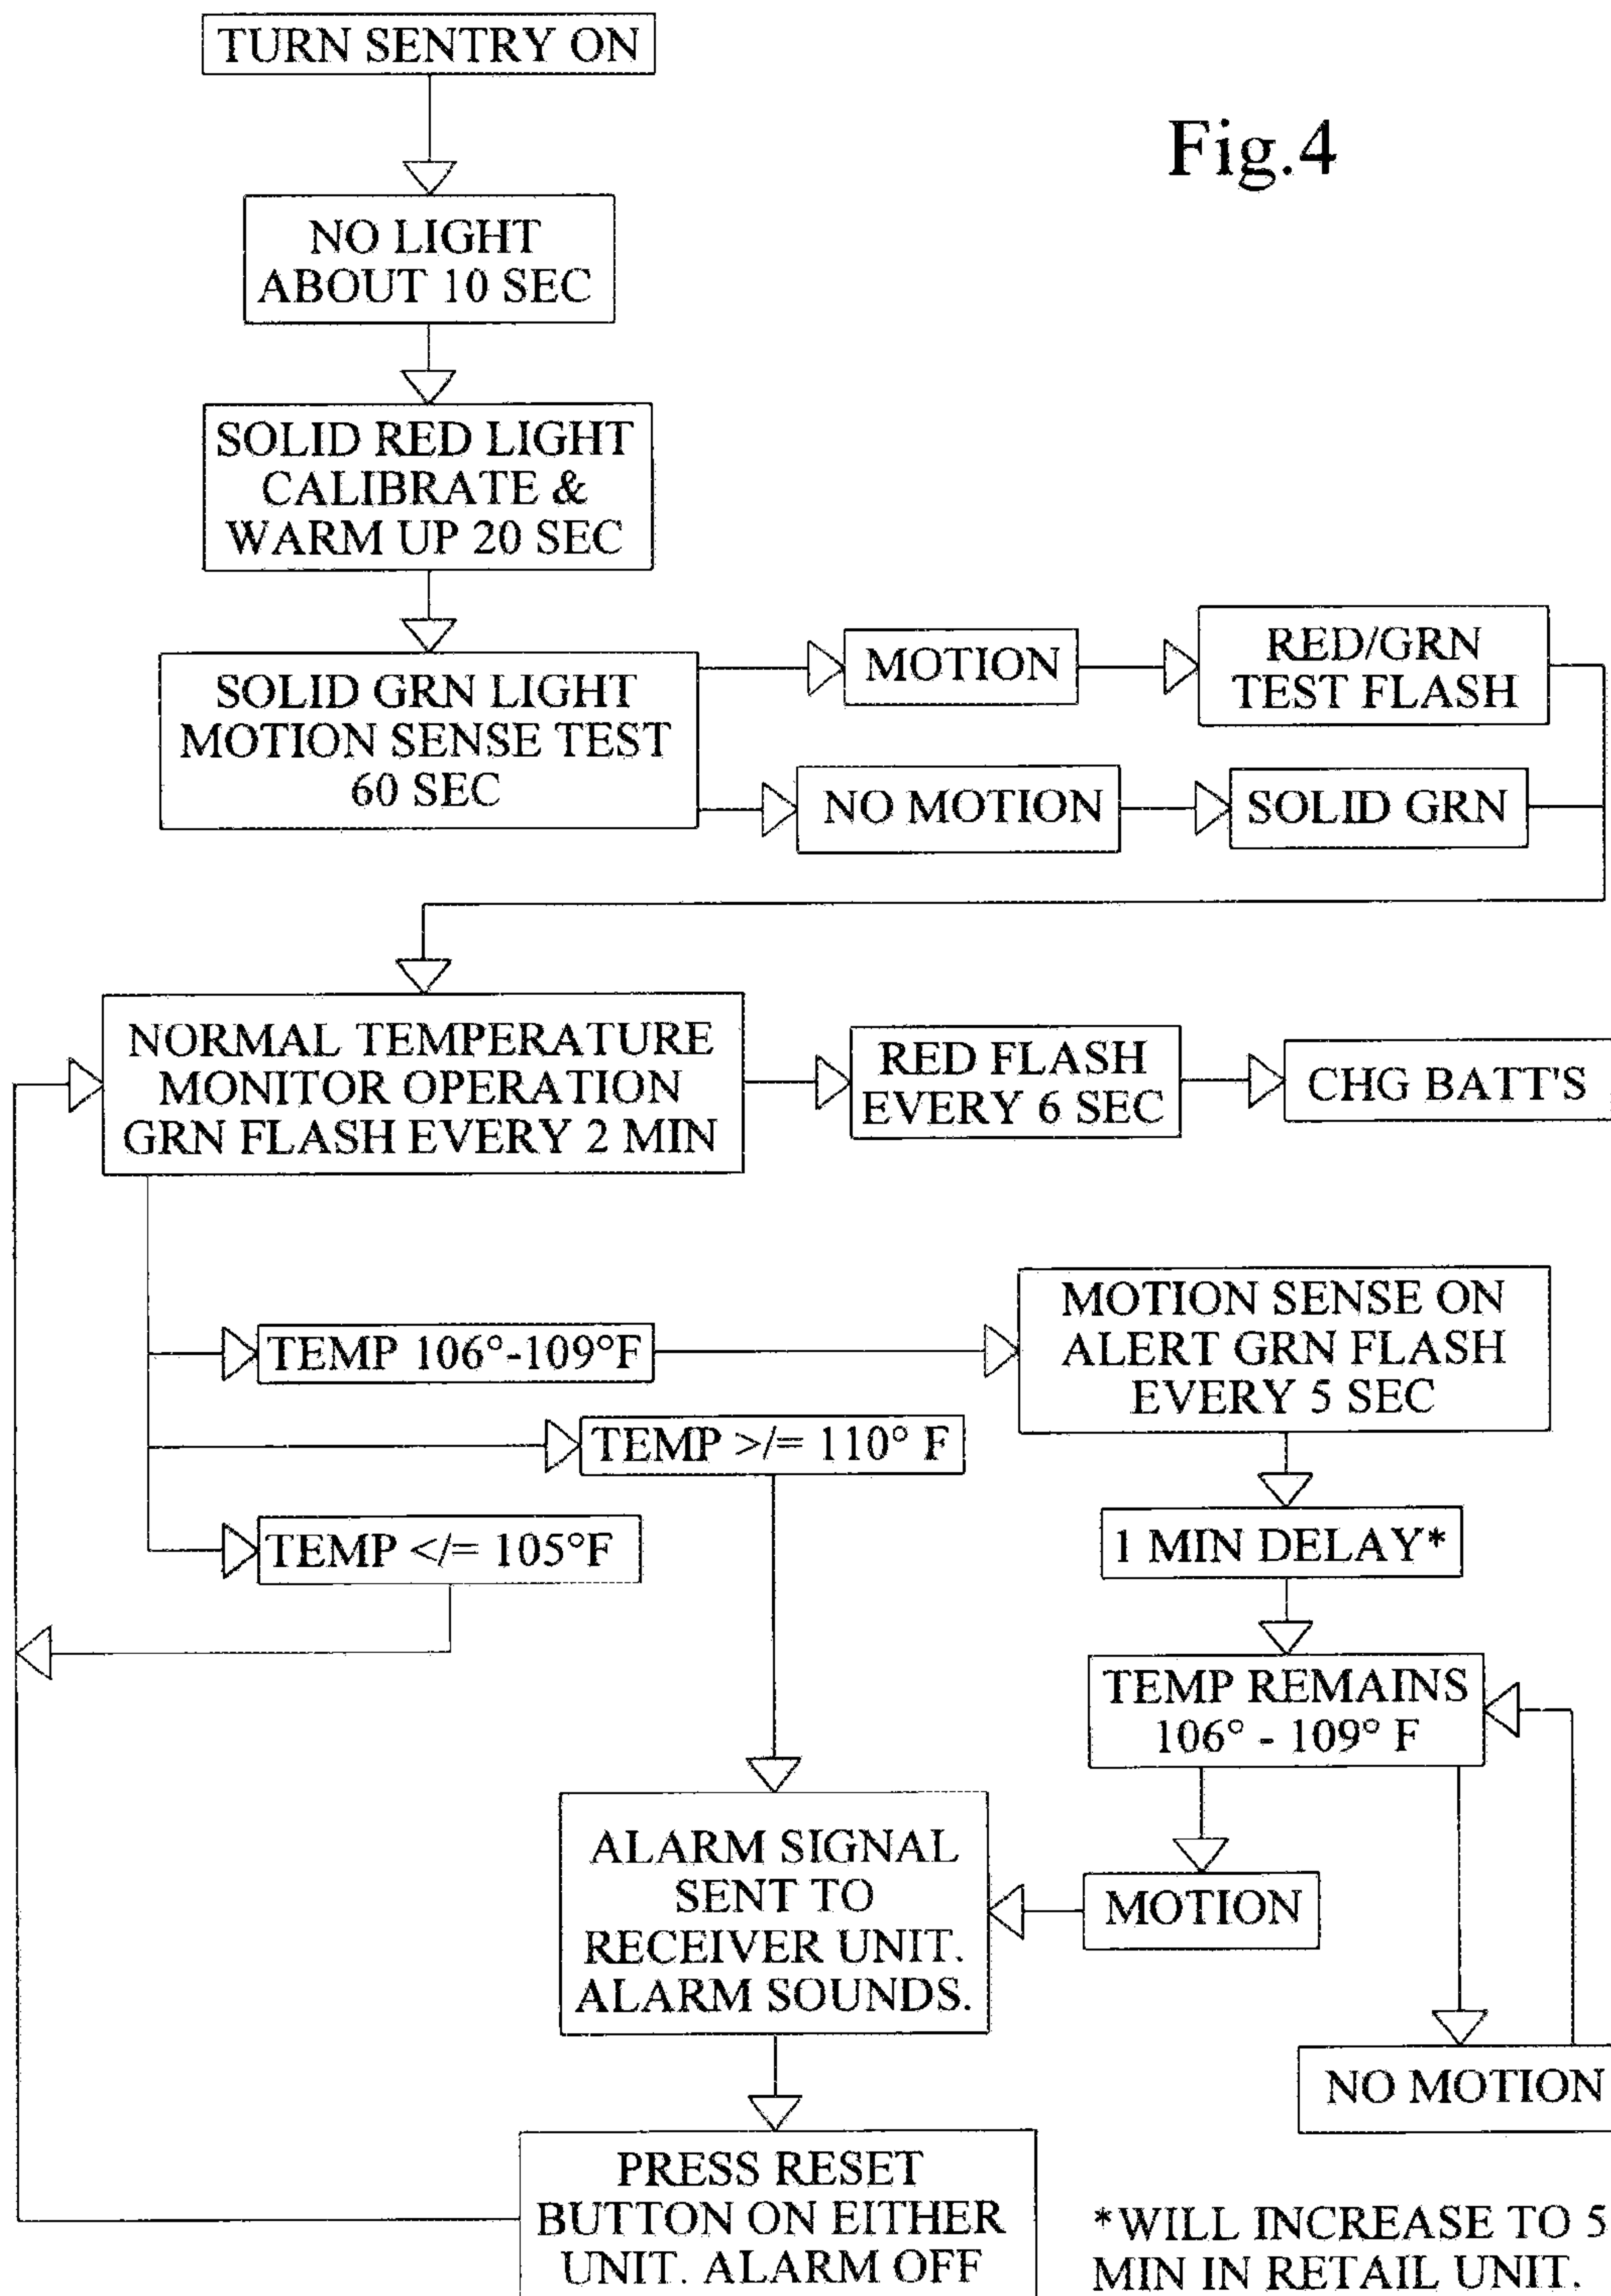 TURN SENTRY ON
Fig.4
NO LIGHT
ABOUT 10 SEC
SOLID RED LIGHT
CALIBRATE &
WARM UP 20 SEC
SOLID GRN LIGHT
MOTION SENSE TEST
60 SEC
MOTION
RED/GRN
TEST FLASH
NO MOTION
SOLID GRN
NORMAL TEMPERATURE
MONITOR OPERATION
GRN FLASH EVERY 2 MIN
RED FLASH
EVERY 6 SEC
CHG BATT'S
TEMP 106°-109°F
MOTION SENSE ON
ALERT GRN FLASH
EVERY 5 SEC
TEMP >/= 110° F
TEMP </= 105°F
1 MIN DELAY*
TEMP REMAINS
106° - 109° F
ALARM SIGNAL
SENT TO
RECEIVER UNIT.
ALARM SOUNDS.
MOTION
NO MOTION
PRESS RESET
BUTTON ON EITHER
UNIT. ALARM OFF
*WILL INCREASE TO 5
MIN IN RETAIL UNIT.